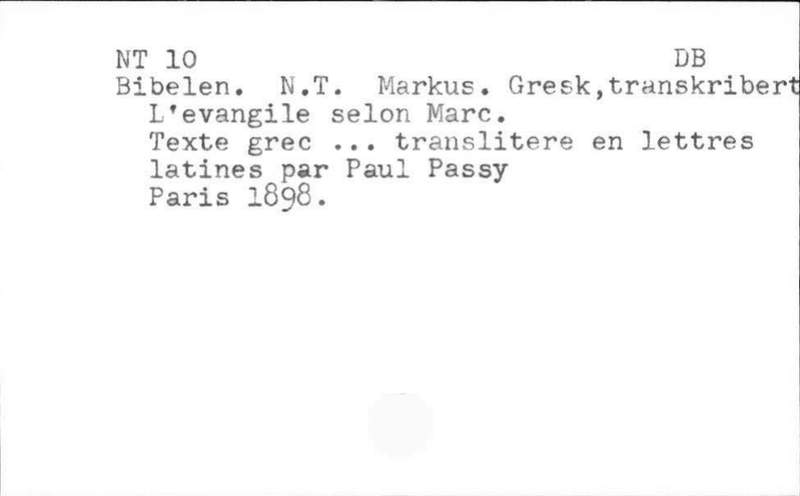 NT 10 DB
Bibelen. N.T. Markus. Gresk,transkribert
L'evangile selon Marc.
Texte grec ... translitere en lettres
latines par Paul Passy
Paris 1898.